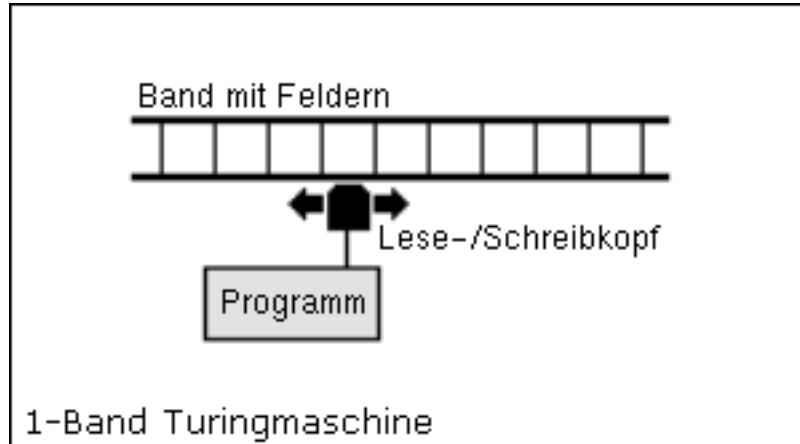 Band mit Feldern
Lese-/Schreibkopf
Programm
1-Band Turingmaschine